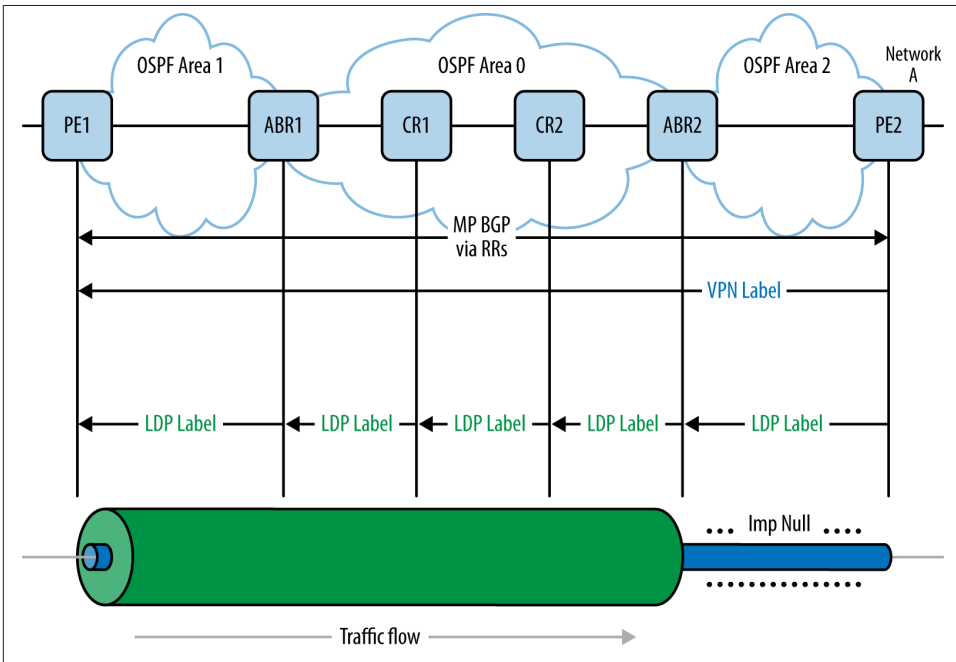 OSPF Area 1
OSPF Area 0
OSPF Area 2
Network
A
PE1
ABR1
CR1
CR2
ABR2
PE2
MP BGP
via RRs
VPN Label
LDP Label
LDP Label
LDP Label
LDP Label
LDP Label
Imp Null
Traffic flow